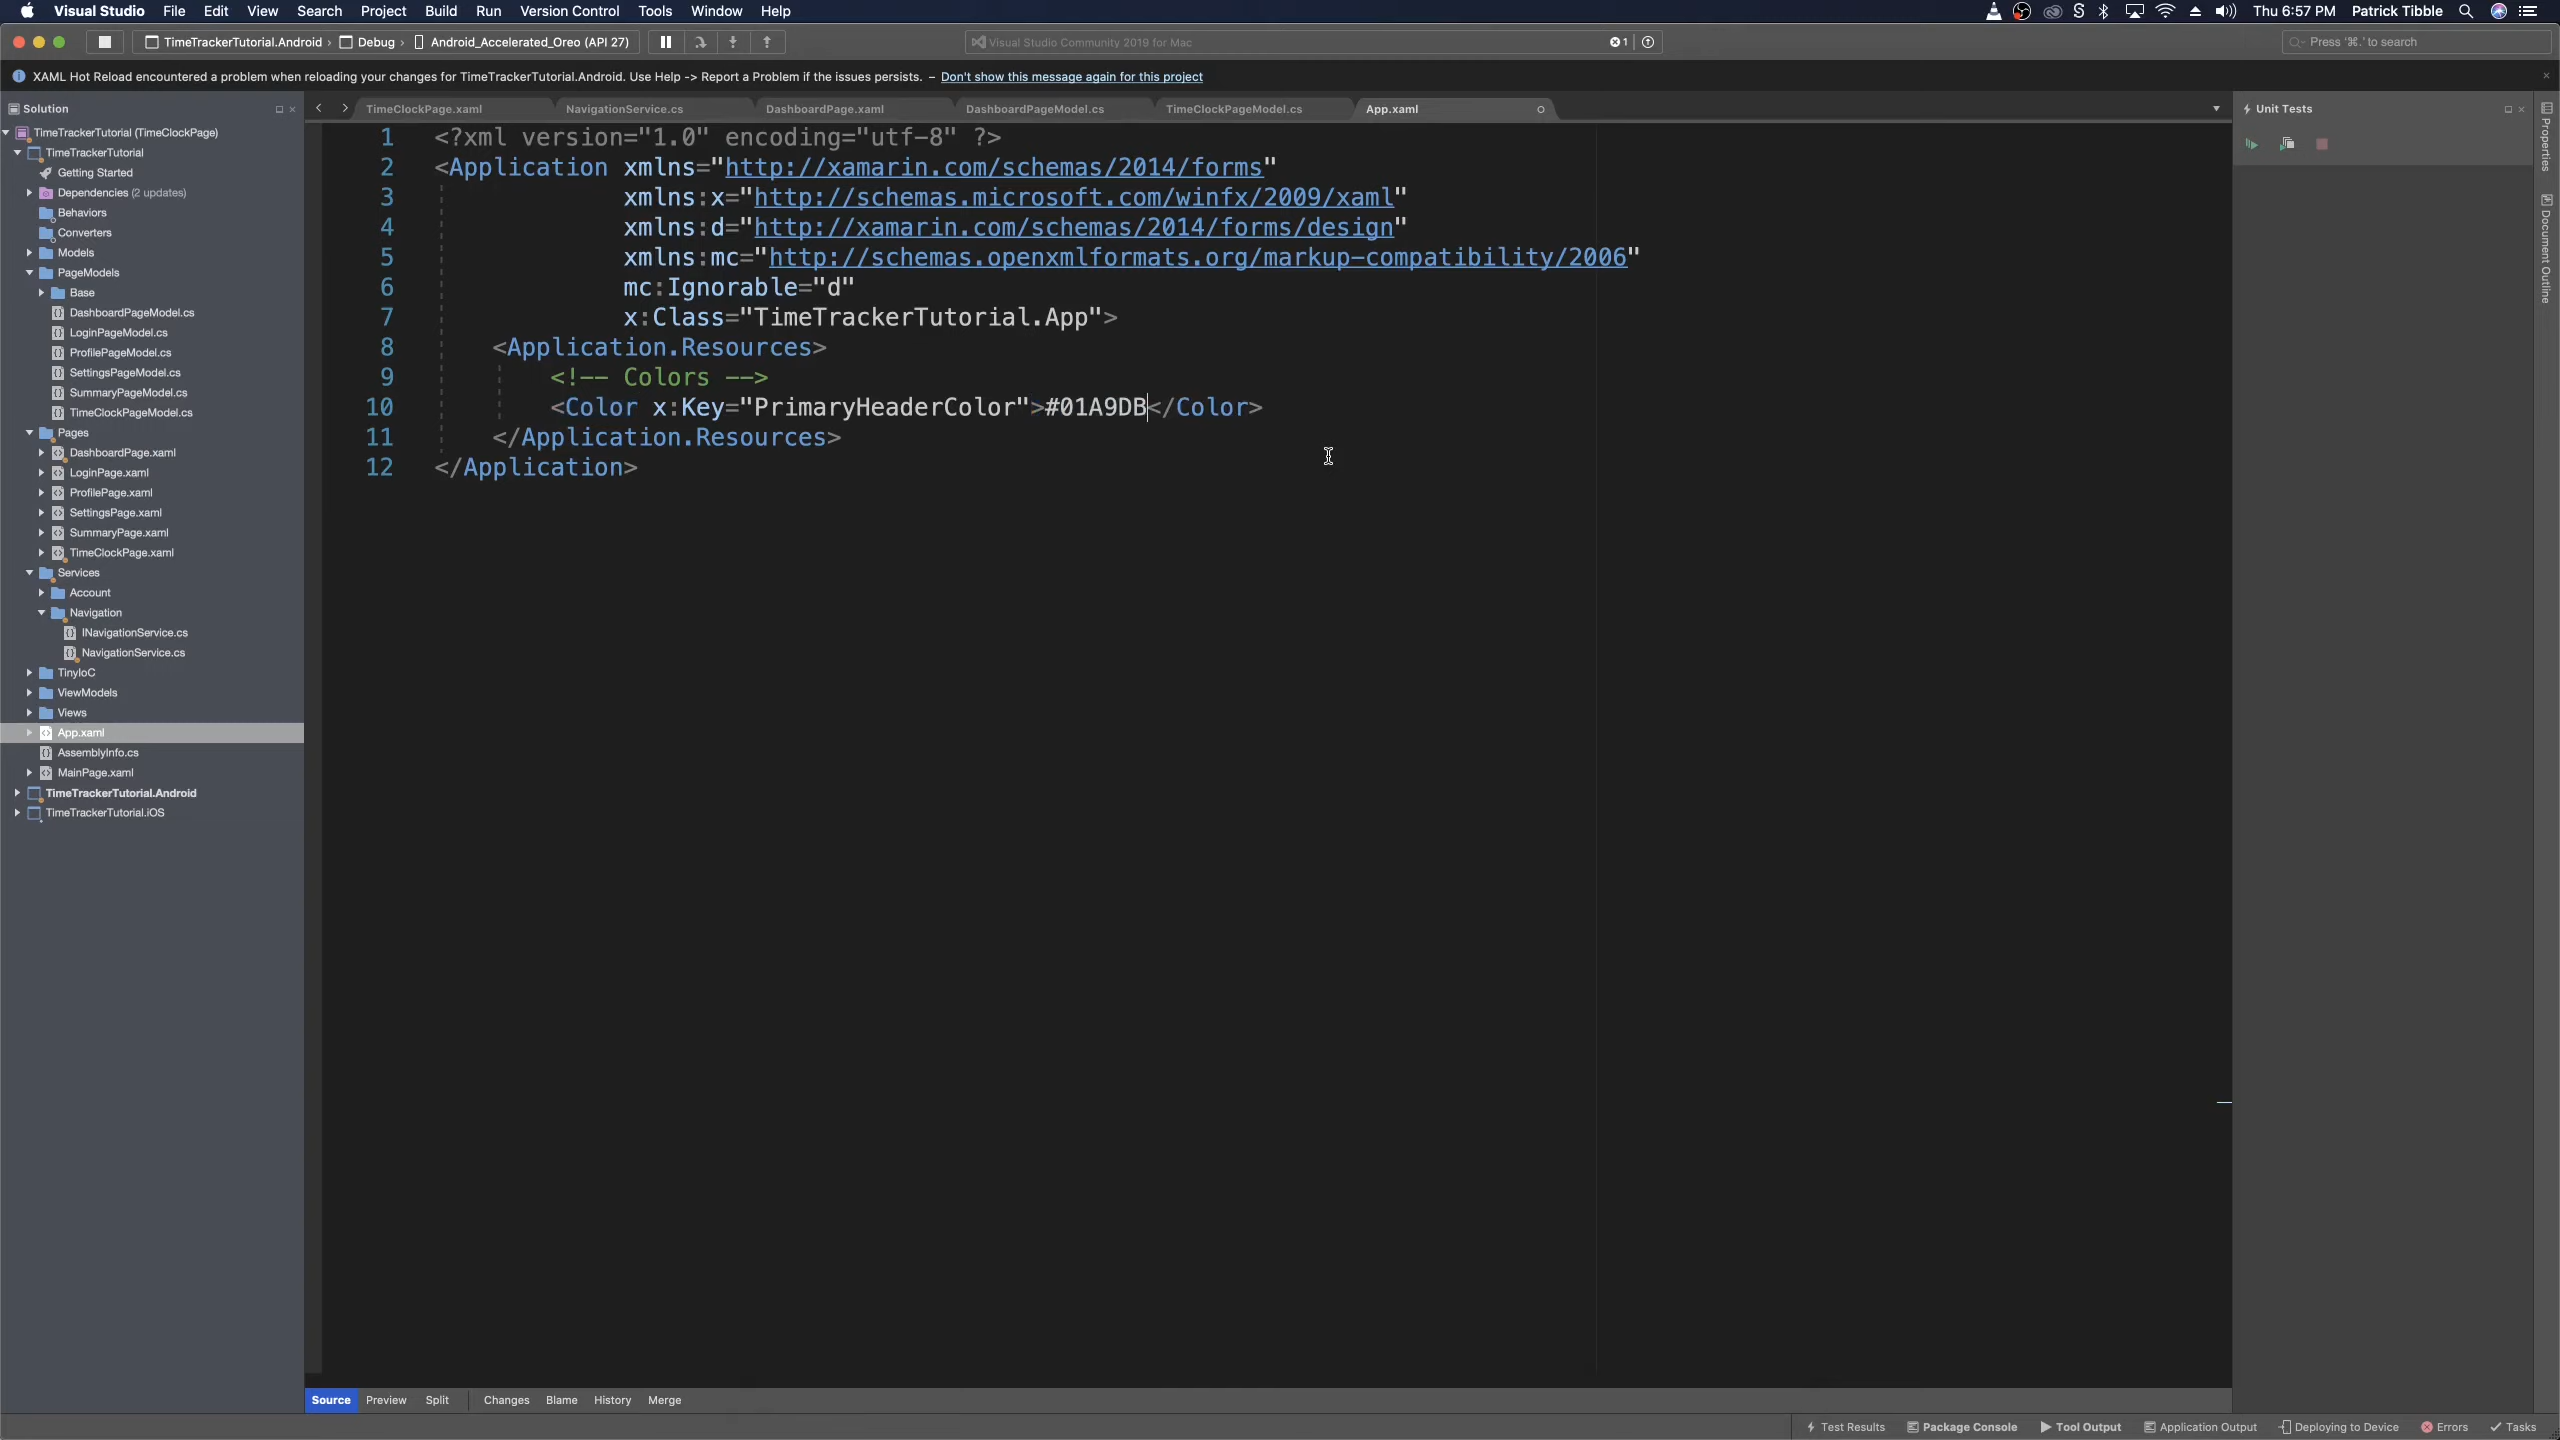 Visual Studio File Edit View Search Project Build Run Version Control Tools Window Help
Thu 6:57 PM Patrick Tibble
TimeTrackerTutorial.Android › Debug › Android_Accelerated_Oreo (API 27)
Visual Studio Community 2019 for Mac
1
Press '⌘.' to search
XAML Hot Reload encountered a problem when reloading your changes for TimeTrackerTutorial.Android. Use Help -> Report a Problem if the issues persists. – Don't show this message again for this project
Solution
TimeTrackerTutorial (TimeClockPage)
TimeTrackerTutorial
Getting Started
Dependencies (2 updates)
Behaviors
Converters
Models
PageModels
Base
DashboardPageModel.cs
LoginPageModel.cs
ProfilePageModel.cs
SettingsPageModel.cs
SummaryPageModel.cs
TimeClockPageModel.cs
Pages
DashboardPage.xaml
LoginPage.xaml
ProfilePage.xaml
SettingsPage.xaml
SummaryPage.xaml
TimeClockPage.xaml
Services
Account
Navigation
INavigationService.cs
NavigationService.cs
TinyIoC
ViewModels
Views
App.xaml
AssemblyInfo.cs
MainPage.xaml
TimeTrackerTutorial.Android
TimeTrackerTutorial.iOS
TimeClockPage.xaml NavigationService.cs DashboardPage.xaml DashboardPageModel.cs TimeClockPageModel.cs App.xaml
1 <?xml version="1.0" encoding="utf-8" ?>
2 <Application xmlns="http://xamarin.com/schemas/2014/forms"
3 xmlns:x="http://schemas.microsoft.com/winfx/2009/xaml"
4 xmlns:d="http://xamarin.com/schemas/2014/forms/design"
5 xmlns:mc="http://schemas.openxmlformats.org/markup-compatibility/2006"
6 mc:Ignorable="d"
7 x:Class="TimeTrackerTutorial.App">
8 <Application.Resources>
9 <!-- Colors -->
10 <Color x:Key="PrimaryHeaderColor">#01A9DB</Color>
11 </Application.Resources>
12 </Application>
Unit Tests
Properties
Document Outline
Source Preview Split Changes Blame History Merge
Test Results Package Console Tool Output Application Output Deploying to Device Errors Tasks